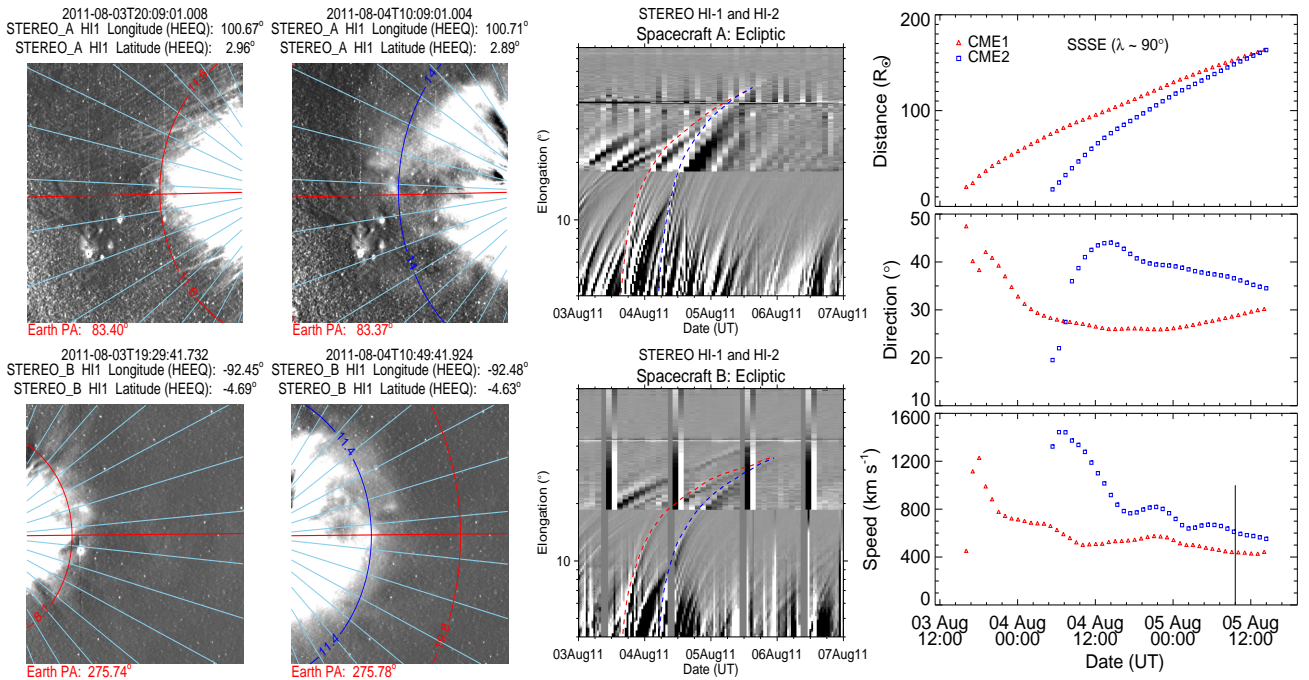 2011-08-03T20:09:01.008
STEREO_A HI1 Longitude (HEEQ): 100.67°
STEREO_A HI1 Latitude (HEEQ): 2.96°
11.6
11.6
Earth PA: 83.40°
2011-08-04T10:09:01.004
STEREO_A HI1 Longitude (HEEQ): 100.71°
STEREO_A HI1 Latitude (HEEQ): 2.89°
14
14
Earth PA: 83.37°
STEREO HI-1 and HI-2
Spacecraft A: Ecliptic
Elongation (°)
10
03Aug11 04Aug11 05Aug11 06Aug11 07Aug11
Date (UT)
2011-08-03T19:29:41.732
STEREO_B HI1 Longitude (HEEQ): -92.45°
STEREO_B HI1 Latitude (HEEQ): -4.69°
8.1
Earth PA: 275.74°
2011-08-04T10:49:41.924
STEREO_B HI1 Longitude (HEEQ): -92.48°
STEREO_B HI1 Latitude (HEEQ): -4.63°
11.4
11.4
Earth PA: 275.78°
STEREO HI-1 and HI-2
Spacecraft B: Ecliptic
Elongation (°)
10
03Aug11 04Aug11 05Aug11 06Aug11 07Aug11
Date (UT)
Distance (R☉)
200
100
0
CME1
CME2
SSSE (λ ~ 90°)
Direction (°)
50
40
30
20
10
Speed (km s⁻¹)
1600
1200
800
400
0
03 Aug 04 Aug 04 Aug 05 Aug 05 Aug
12:00 00:00 12:00 00:00 12:00
Date (UT)